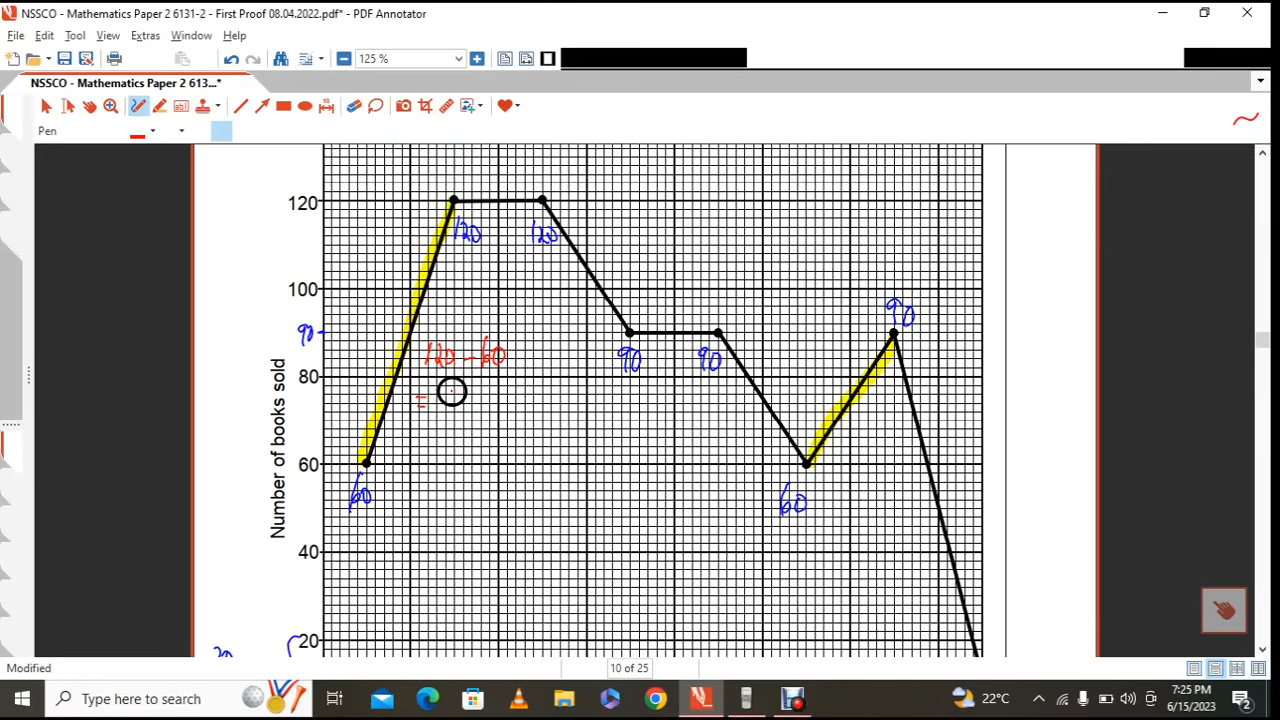 NSSCO - Mathematics Paper 2 6131-2 - First Proof 08.04.2022.pdf* - PDF Annotator
File Edit Tool View Extras Window Help
125 %
NSSCO - Mathematics Paper 2 613...*
Pen
120
120 120
100
90
90
120 - 60
90 90
80
=
Number of books sold
60
60
60
40
20
Modified
10 of 25
Type here to search
22°C
7:25 PM
6/15/2023
2